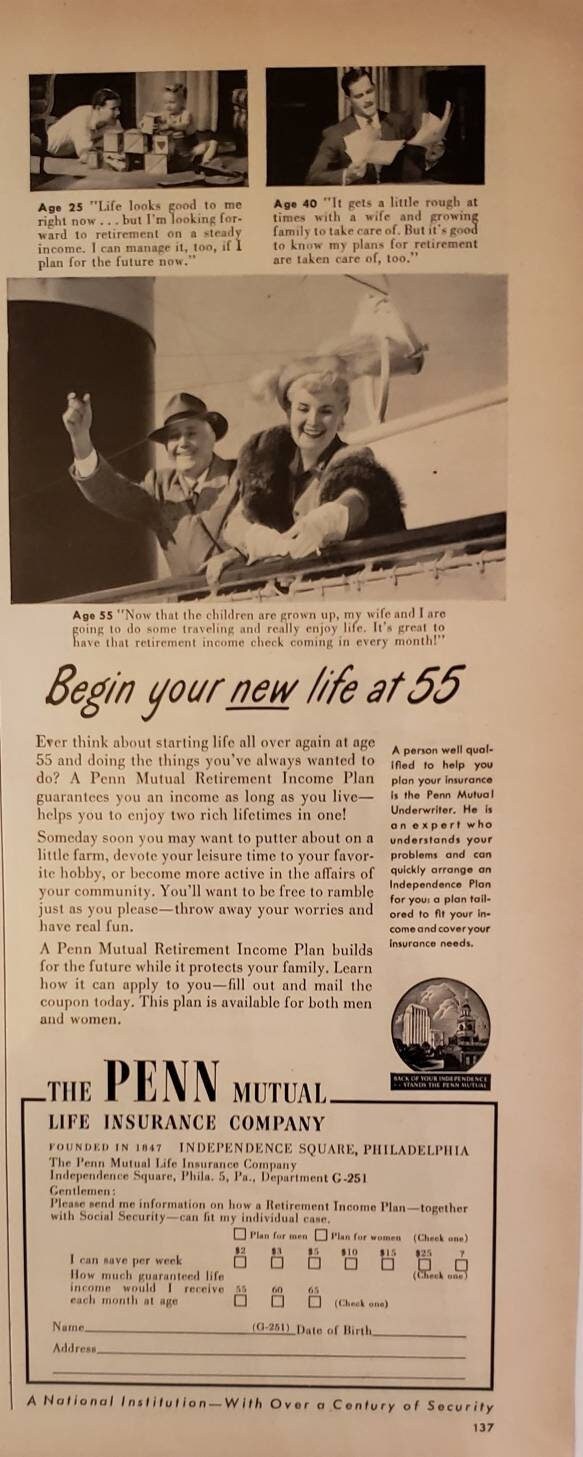 Age 25 "Life looks good to me
right now . . . but I'm looking for-
ward to retirement on a steady
income. I can manage it, too, if I
plan for the future now."
Age 40 "It gets a little rough at
times with a wife and growing
family to take care of. But it's good
to know my plans for retirement
are taken care of, too."
Age 55 "Now that the children are grown up, my wife and I are
going to do some traveling and really enjoy life. It's great to
have that retirement income check coming in every month!"
Begin your new life at 55
Ever think about starting life all over again at age
55 and doing the things you've always wanted to
do? A Penn Mutual Retirement Income Plan
guarantees you an income as long as you live—
helps you to enjoy two rich lifetimes in one!
Someday soon you may want to putter about on a
little farm, devote your leisure time to your favor-
ite hobby, or become more active in the affairs of
your community. You'll want to be free to ramble
just as you please—throw away your worries and
have real fun.
A Penn Mutual Retirement Income Plan builds
for the future while it protects your family. Learn
how it can apply to you—fill out and mail the
coupon today. This plan is available for both men
and women.
A person well qual-
ified to help you
plan your insurance
is the Penn Mutual
Underwriter. He is
an expert who
understands your
problems and can
quickly arrange an
Independence Plan
for you: a plan tail-
ored to fit your in-
come and cover your
insurance needs.
BACK OF YOUR INDEPENDENCE
STANDS THE PENN MUTUAL
THE PENN MUTUAL
LIFE INSURANCE COMPANY
FOUNDED IN 1847 INDEPENDENCE SQUARE, PHILADELPHIA
The Penn Mutual Life Insurance Company
Independence Square, Phila. 5, Pa., Department G-251
Gentlemen:
Please send me information on how a Retirement Income Plan—together
with Social Security—can fit my individual case.
Plan for men Plan for women (Check one)
$2 $3 $5 $10 $15 $25 ?
I can save per week
(Check one)
How much guaranteed life
income would I receive 55 60 65
each month at age (Check one)
Name (G-251) Date of Birth
Address
A National Institution—With Over a Century of Security
137